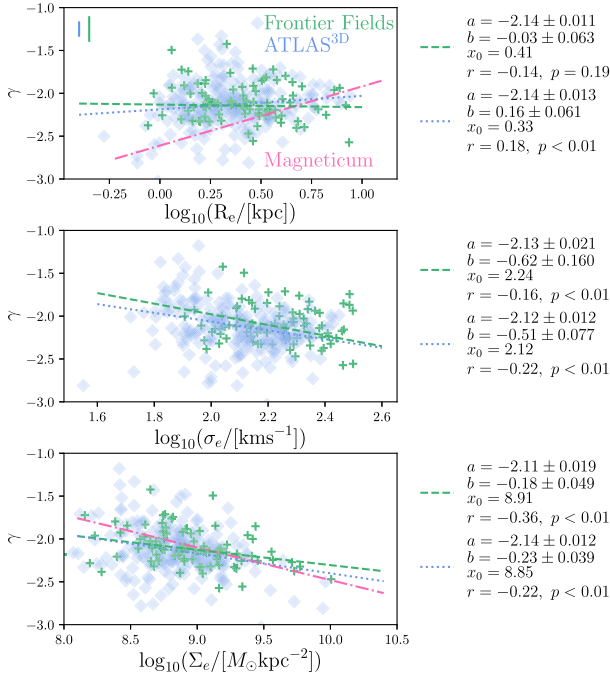 −1.0
−1.5
−2.0
−2.5
−3.0
γ
Frontier Fields
ATLAS³ᴰ
Magneticum
−0.25 0.00 0.25 0.50 0.75 1.00
log₁₀(Rₑ/[kpc])
a = −2.14 ± 0.011
b = −0.03 ± 0.063
x₀ = 0.41
r = −0.14, p = 0.19
a = −2.14 ± 0.013
b = 0.16 ± 0.061
x₀ = 0.33
r = 0.18, p < 0.01
−1.0
−1.5
−2.0
−2.5
−3.0
γ
1.6 1.8 2.0 2.2 2.4 2.6
log₁₀(σₑ/[kms⁻¹])
a = −2.13 ± 0.021
b = −0.62 ± 0.160
x₀ = 2.24
r = −0.16, p < 0.01
a = −2.12 ± 0.012
b = −0.51 ± 0.077
x₀ = 2.12
r = −0.22, p < 0.01
−1.0
−1.5
−2.0
−2.5
−3.0
γ
8.0 8.5 9.0 9.5 10.0 10.5
log₁₀(Σₑ/[M☉kpc⁻²])
a = −2.11 ± 0.019
b = −0.18 ± 0.049
x₀ = 8.91
r = −0.36, p < 0.01
a = −2.14 ± 0.012
b = −0.23 ± 0.039
x₀ = 8.85
r = −0.22, p < 0.01